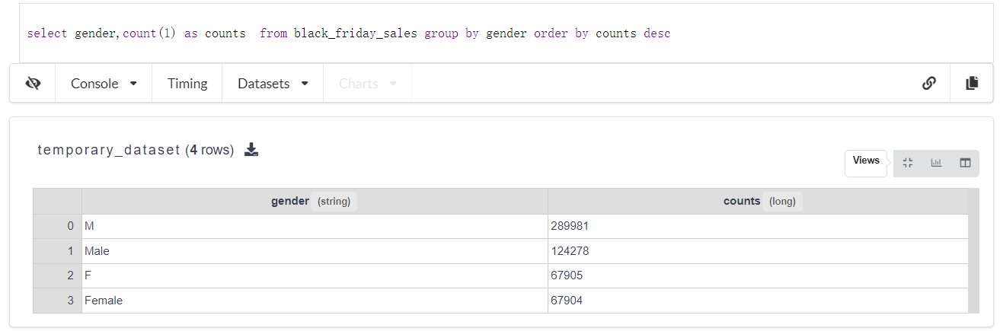 select gender,count(1) as counts  from black_friday_sales group by gender order by counts desc
Console Timing Datasets Charts
temporary_dataset (4 rows)
Views
gender (string) counts (long)
0 M 289981
1 Male 124278
2 F 67905
3 Female 67904